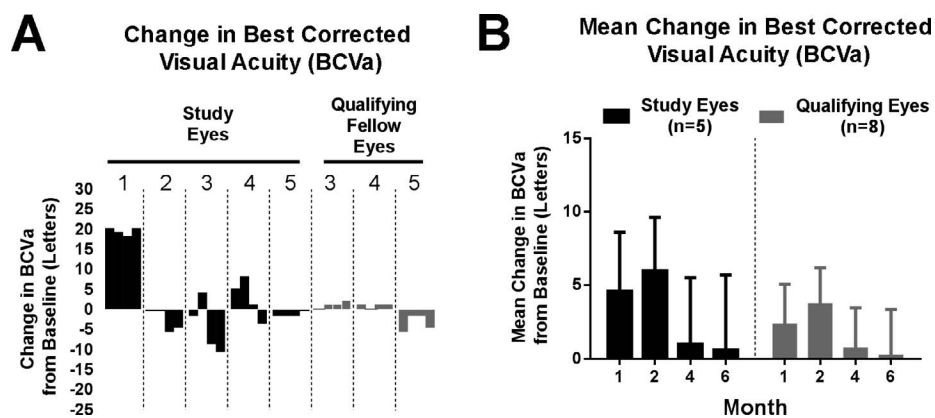 A
Change in Best Corrected
Visual Acuity (BCVa)
Study
Eyes
Qualifying
Fellow
Eyes
1 2 3 4 5 3 4 5
Change in BCVa
from Baseline (Letters)
30
25
20
15
10
5
0
-5
-10
-15
-20
-25
B
Mean Change in Best Corrected
Visual Acuity (BCVa)
Study Eyes
(n=5)
Qualifying Eyes
(n=8)
Mean Change in BCVa
from Baseline (Letters)
15
10
5
0
1 2 4 6 1 2 4 6
Month